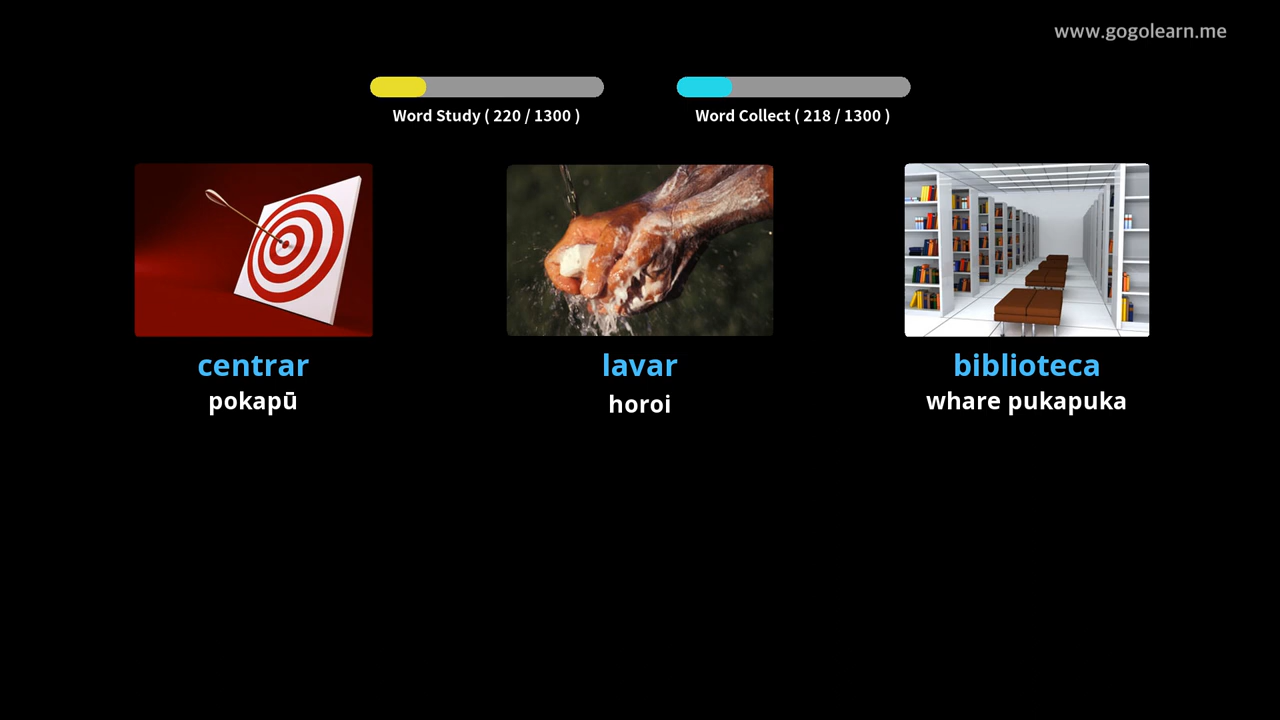 www.gogolearn.me
Word Study ( 220 / 1300 )
Word Collect ( 218 / 1300 )
centrar
pokapū
lavar
horoi
biblioteca
whare pukapuka